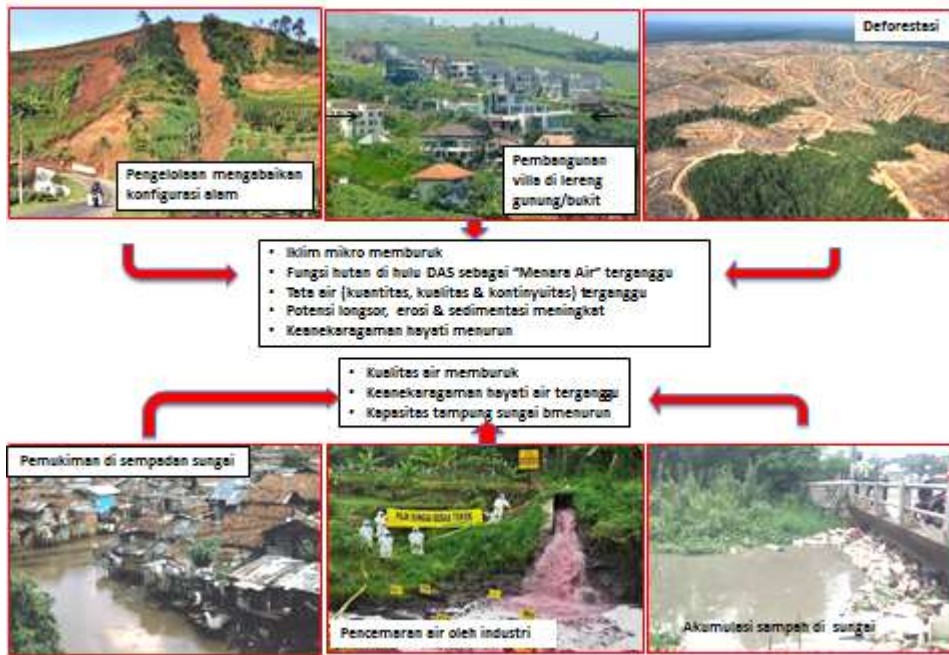 Deforestasi
Pengelolaan mengabaikan
konfigurasi alam
Pembangunan
villa di lereng
gunung/bukit
• Iklim mikro memburuk
• Fungsi hutan di hulu DAS sebagai “Menara Air” terganggu
• Tata air (kuantitas, kualitas & kontinyuitas) terganggu
• Potensi longsor, erosi & sedimentasi meningkat
• Keanekaragaman hayati menurun
• Kualitas air memburuk
• Keanekaragaman hayati air terganggu
• Kapasitas tampung sungai bmenurun
Pemukiman di sempadan sungai
Pencemaran air oleh industri
Akumulasi sampah di sungai